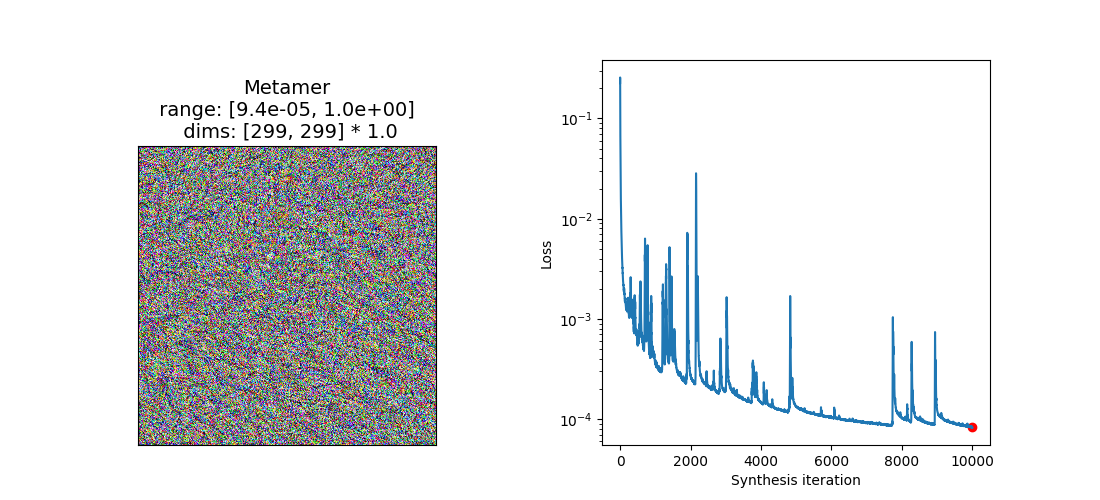 Metamer
range: [9.4e-05, 1.0e+00]
dims: [299, 299] * 1.0
Loss
10⁻¹
10⁻²
10⁻³
10⁻⁴
0 2000 4000 6000 8000 10000
Synthesis iteration